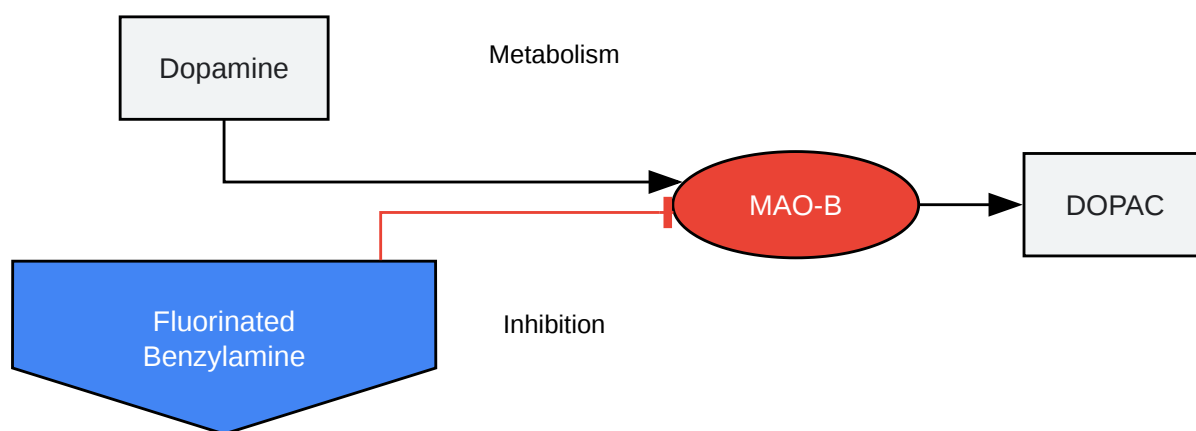 Dopamine
Metabolism
MAO-B
DOPAC
Fluorinated
Benzylamine
Inhibition